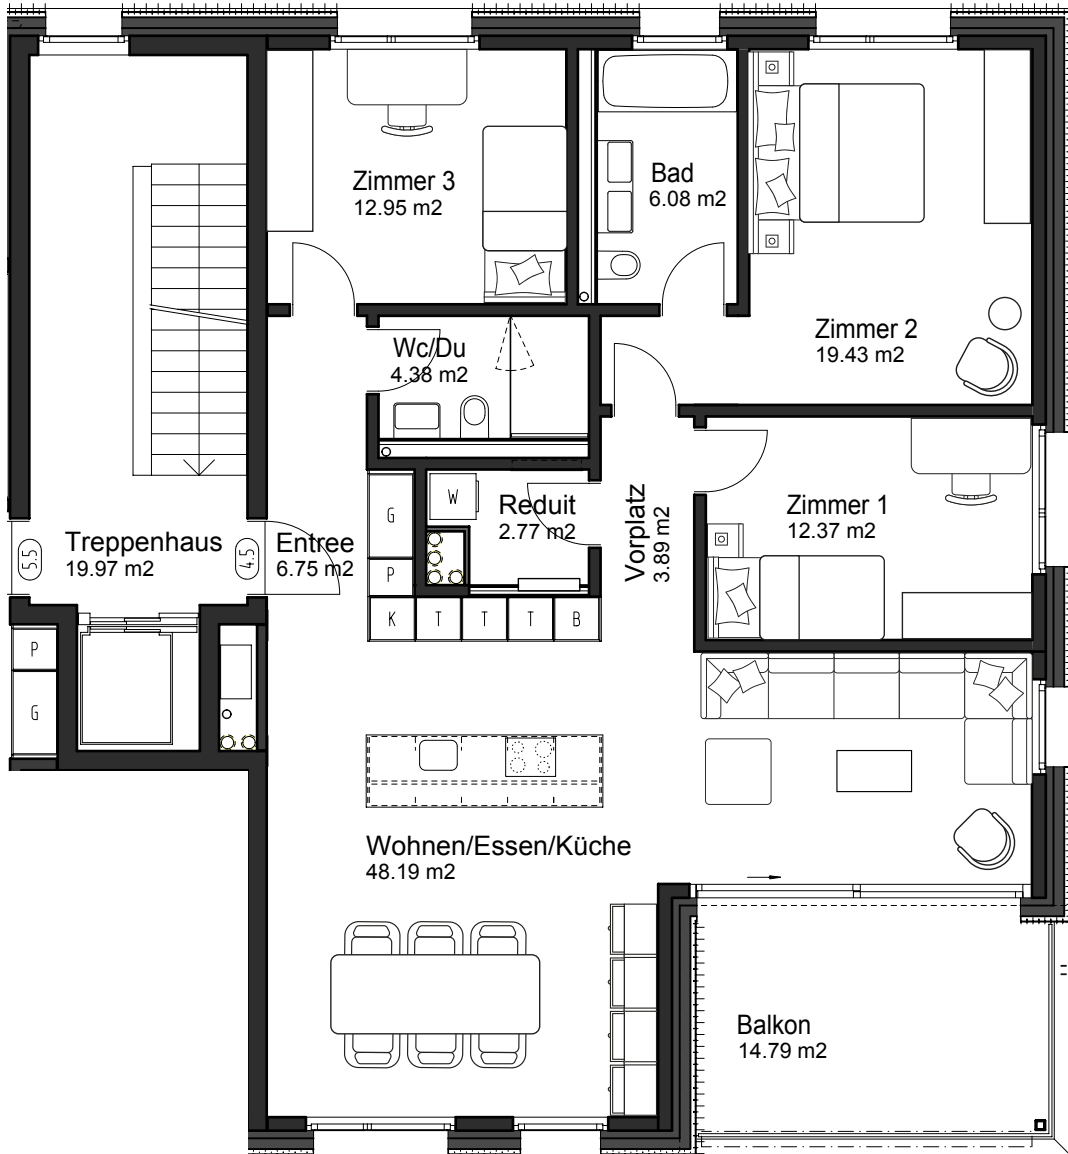 Zimmer 3
12.95 m2
Bad
6.08 m2
Zimmer 2
19.43 m2
Wc/Du
4.38 m2
W
Reduit
2.77 m2
G
P
Vorplatz
3.89 m2
Zimmer 1
12.37 m2
5.5
Treppenhaus
19.97 m2
4.5
Entree
6.75 m2
K
T
T
T
B
P
G
Wohnen/Essen/Küche
48.19 m2
Balkon
14.79 m2